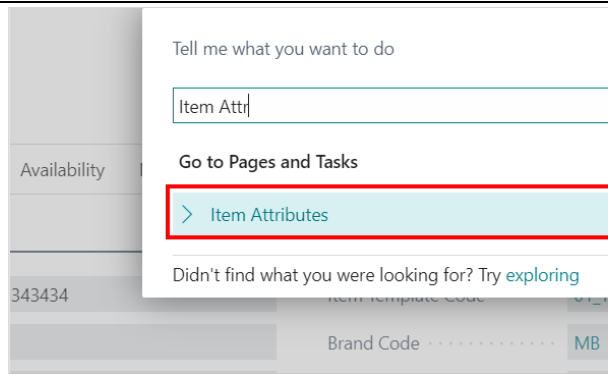 Tell me what you want to do
Item Attr
Go to Pages and Tasks
Availability
Item Attributes
Didn't find what you were looking for? Try exploring
343434
Item Template Code
Brand Code MB